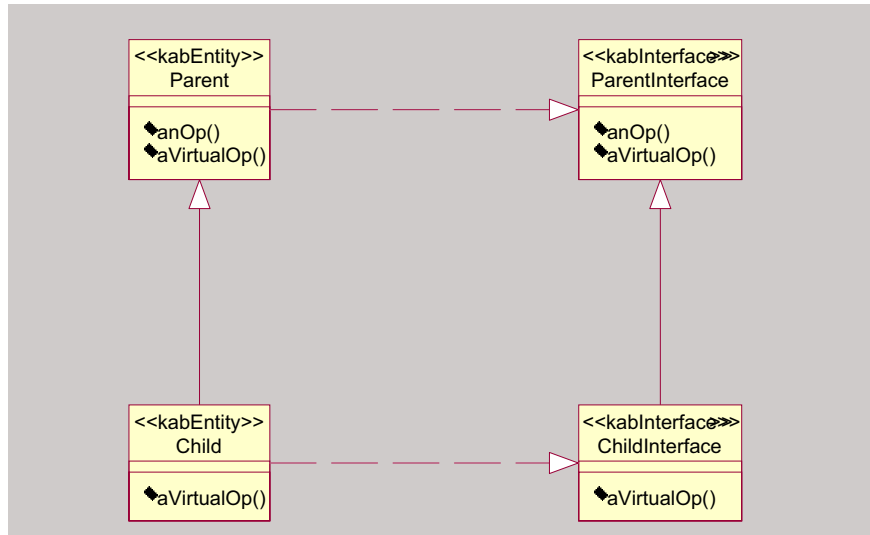 <<kabEntity>>
Parent
anOp()
aVirtualOp()
<<kabInterface>>
ParentInterface
anOp()
aVirtualOp()
<<kabEntity>>
Child
aVirtualOp()
<<kabInterface>>
ChildInterface
aVirtualOp()